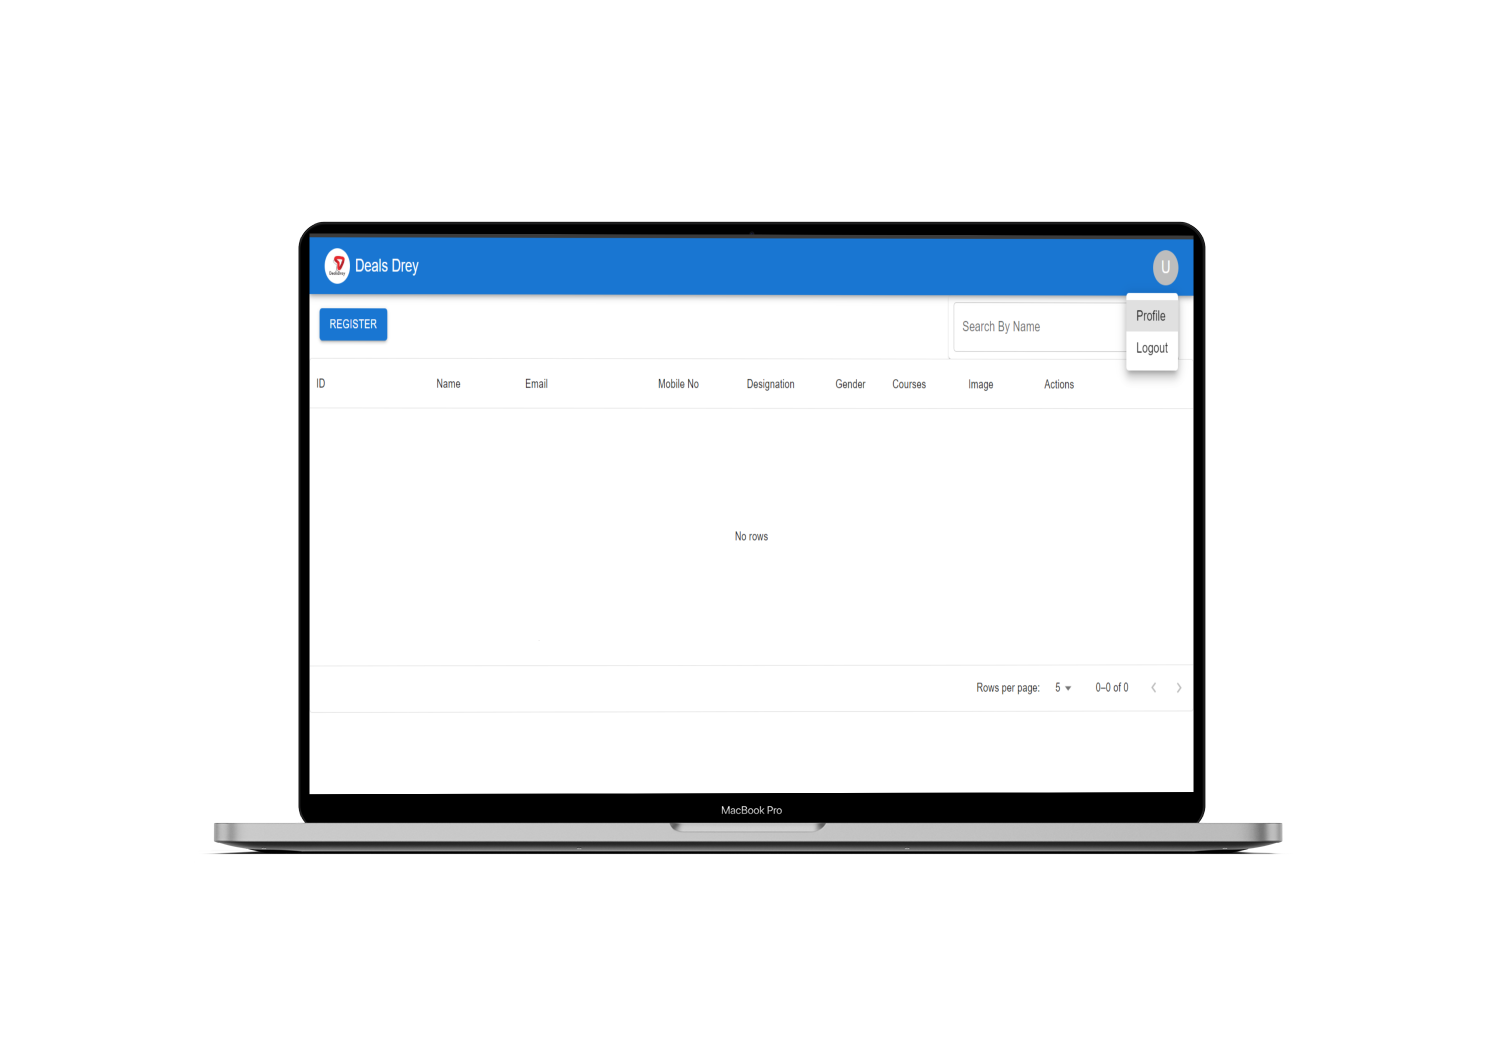 DealsDrey
Deals Drey
U
Profile
Logout
REGISTER
Search By Name
ID Name Email Mobile No Designation Gender Courses Image Actions
No rows
Rows per page: 5 0–0 of 0
MacBook Pro